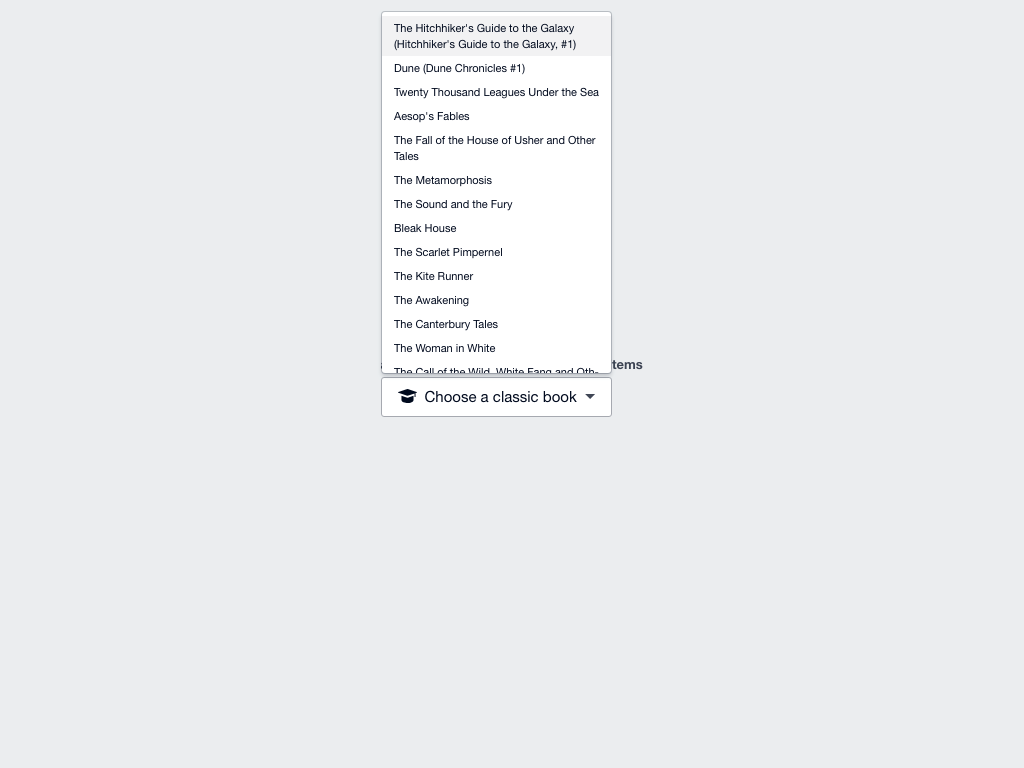 The Hitchhiker's Guide to the Galaxy
(Hitchhiker's Guide to the Galaxy, #1)
Dune (Dune Chronicles #1)
Twenty Thousand Leagues Under the Sea
Aesop's Fables
The Fall of the House of Usher and Other
Tales
The Metamorphosis
The Sound and the Fury
Bleak House
The Scarlet Pimpernel
The Kite Runner
The Awakening
The Canterbury Tales
The Woman in White
The Call of the Wild, White Fang and Oth-
Choose a classic book